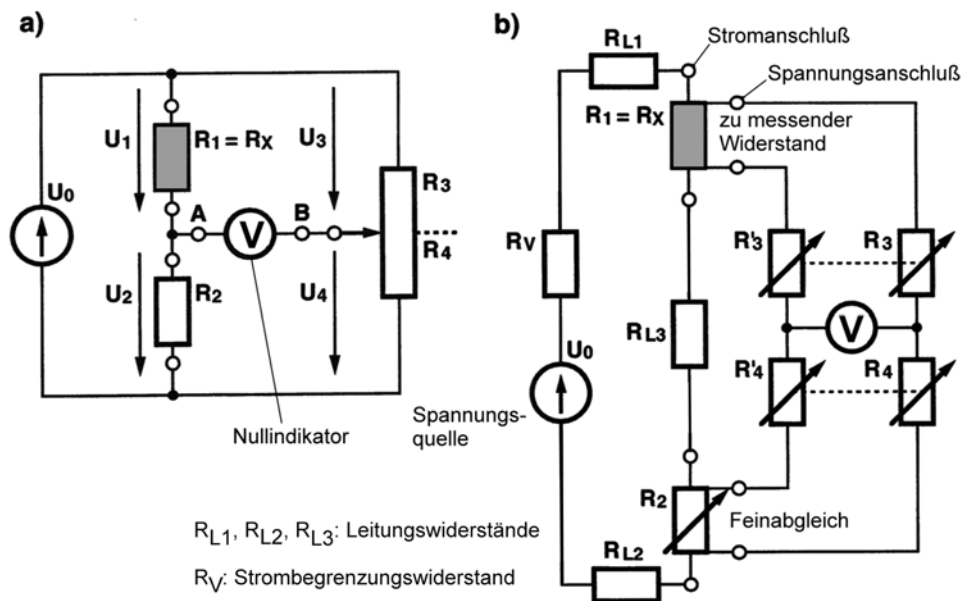 a)
U0
U1
R1 = RX
U3
R3
A
V
B
R4
U2
R2
U4
Nullindikator
b)
RL1
Stromanschluß
Spannungsanschluß
R1 = RX
zu messender
Widerstand
RV
R'3
R3
RL3
V
U0
R'4
R4
Spannungs-
quelle
R2
Feinabgleich
RL2
RL1, RL2, RL3: Leitungswiderstände
RV: Strombegrenzungswiderstand